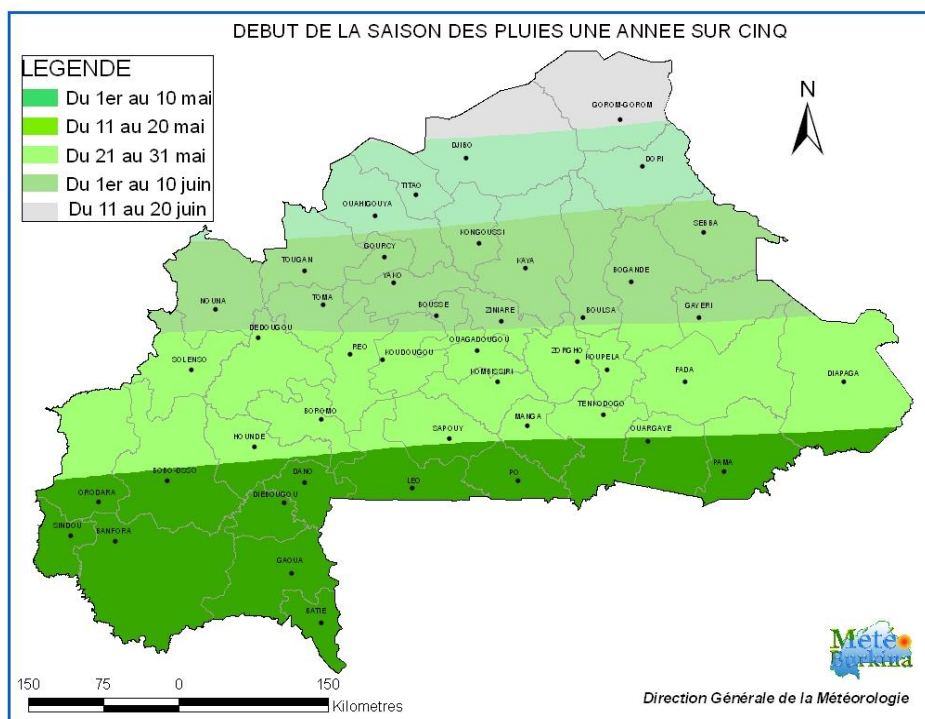 DEBUT DE LA SAISON DES PLUIES UNE ANNEE SUR CINQ
LEGENDE
Du 1er au 10 mai
Du 11 au 20 mai
Du 21 au 31 mai
Du 1er au 10 juin
Du 11 au 20 juin
N
GOROM-GOROM
DJIBO
DORI
TITAO
OUAHIGOUYA
SEBBA
KONGOUSSI
GOURCY
KAYA
TOUGAN
YAKO
BOGANDE
NOUNA
TOMA
BOUSSE
ZINIARE
BOULSA
GAYERI
DEDOUGOU
OUAGADOUGOU
REO
KOUDOUGOU
ZORGHO
KOUPELA
SOLENSO
KOMBISSIRI
FADA
DIAPAGA
BOROMO
TENKODOGO
MANGA
HOUNDE
SAPOUY
OUARGAYE
BOBO-DSSO
DANO
LEO
PO
PAMA
ORODARA
DIEBOUGOU
SINDOU
BANFORA
GAOUA
BATIE
Météo
Burkina
150 75 0 150
Kilometres
Direction Générale de la Météorologie